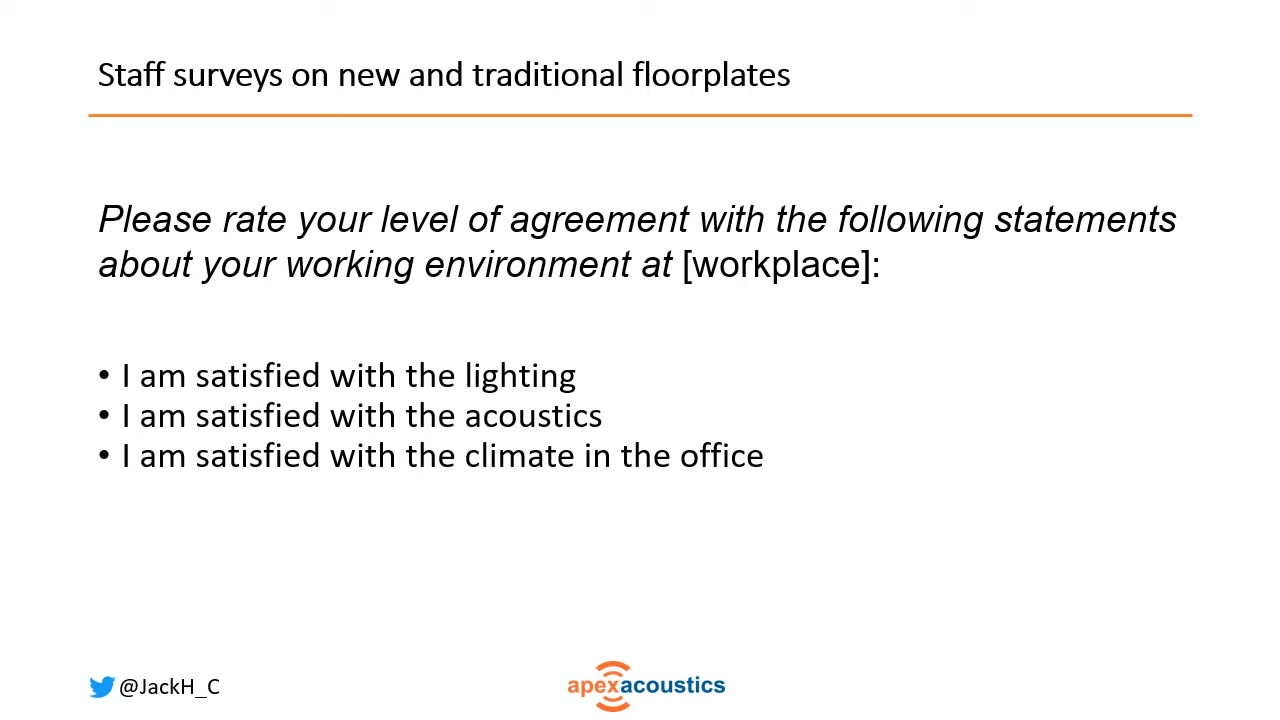 Staff surveys on new and traditional floorplates
Please rate your level of agreement with the following statements
about your working environment at [workplace]:
• I am satisfied with the lighting
• I am satisfied with the acoustics
• I am satisfied with the climate in the office
@JackH_C
apexacoustics